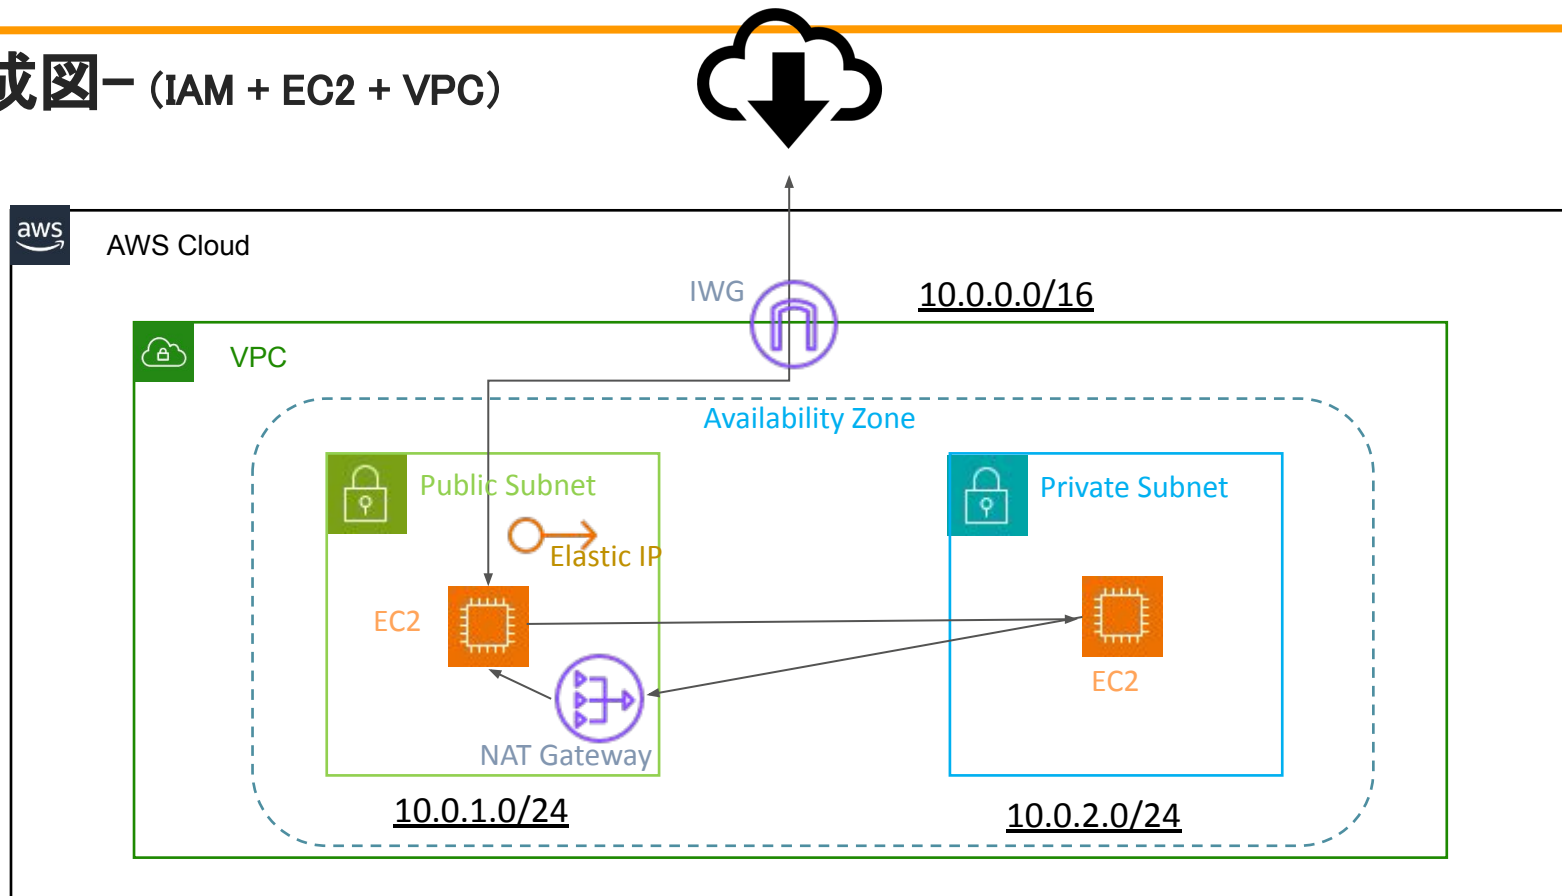 成図ー (IAM + EC2 + VPC)
aws
AWS Cloud
IWG
10.0.0.0/16
VPC
Availability Zone
Public Subnet
Private Subnet
Elastic IP
EC2
EC2
NAT Gateway
10.0.1.0/24
10.0.2.0/24